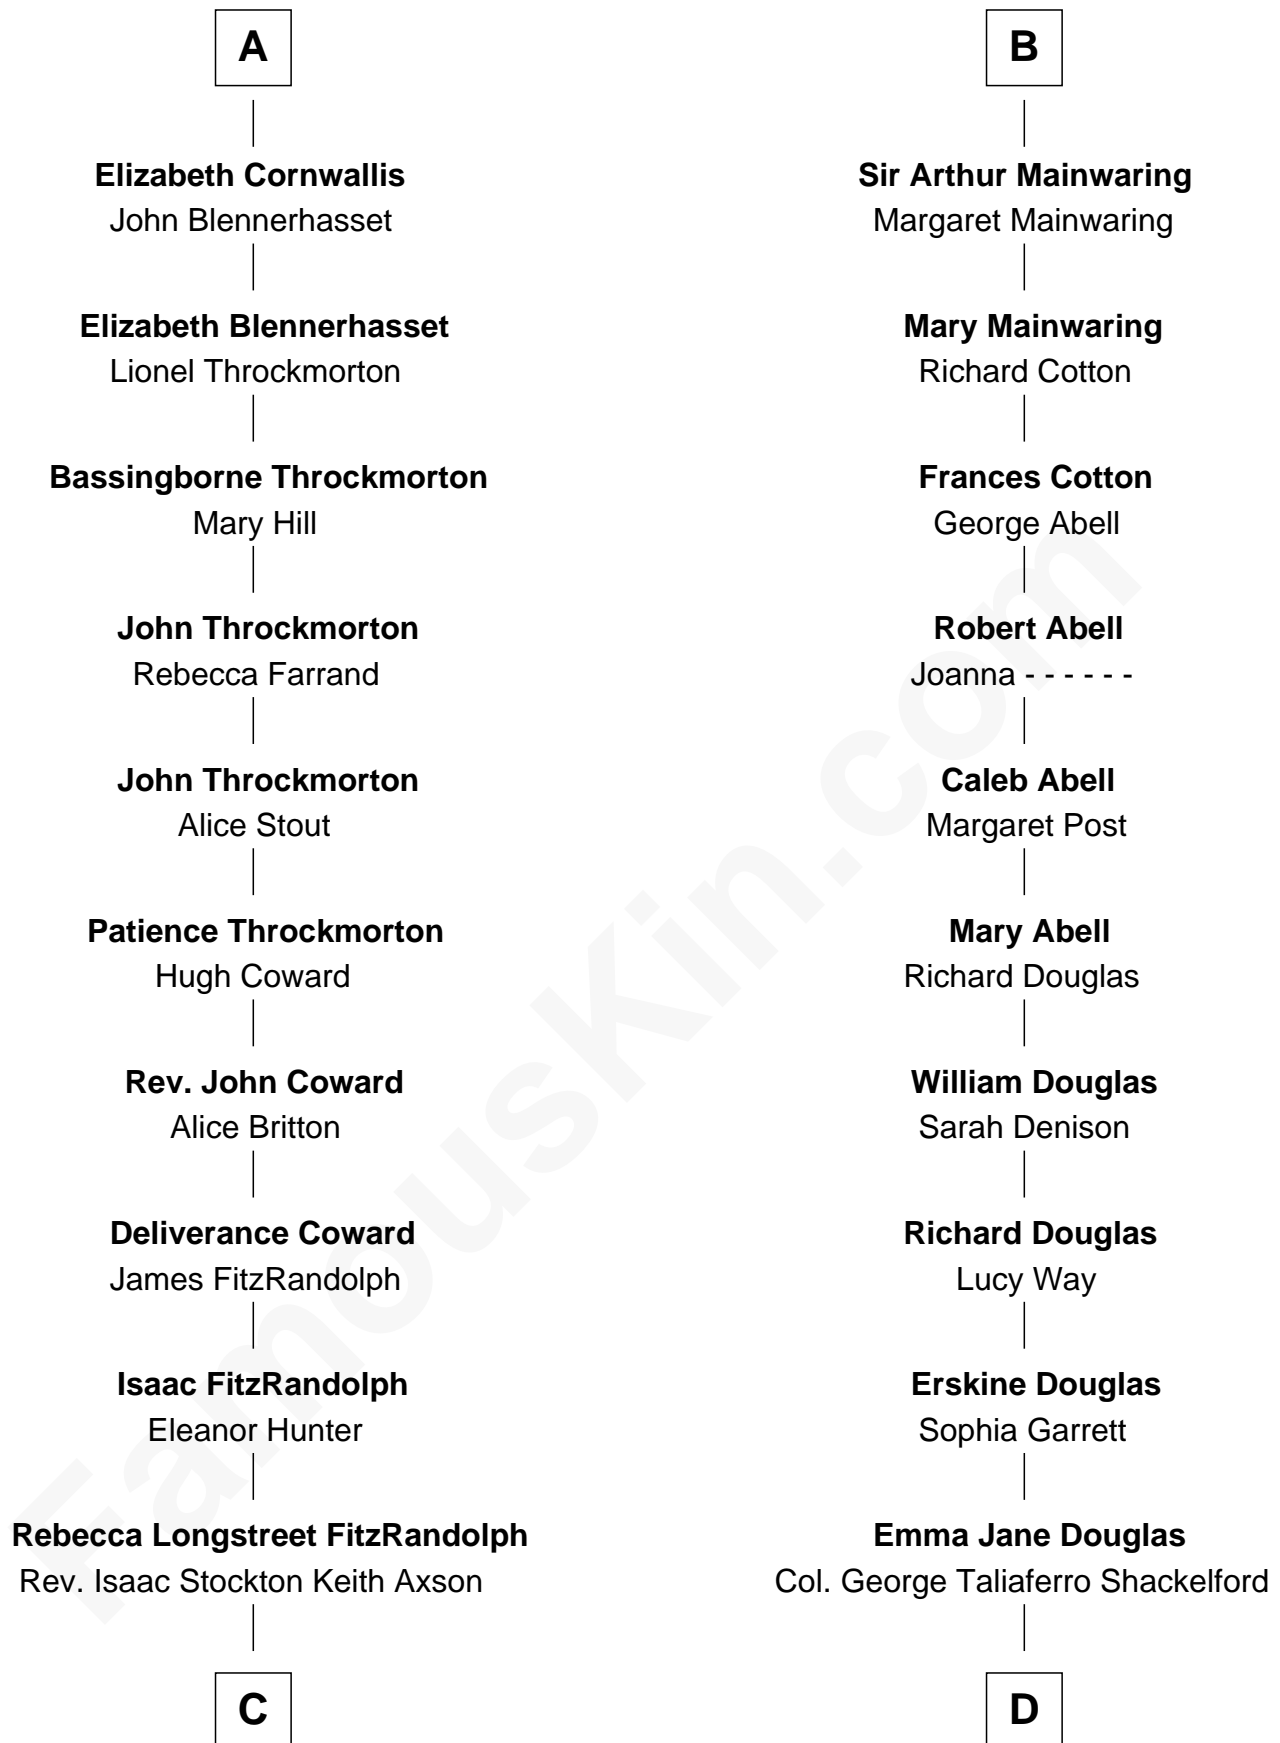 A
Elizabeth Cornwallis
John Blennerhasset
Elizabeth Blennerhasset
Lionel Throckmorton
Bassingborne Throckmorton
Mary Hill
John Throckmorton
Rebecca Farrand
John Throckmorton
Alice Stout
Patience Throckmorton
Hugh Coward
Rev. John Coward
Alice Britton
Deliverance Coward
James FitzRandolph
Isaac FitzRandolph
Eleanor Hunter
Rebecca Longstreet FitzRandolph
Rev. Isaac Stockton Keith Axson
C
B
Sir Arthur Mainwaring
Margaret Mainwaring
Mary Mainwaring
Richard Cotton
Frances Cotton
George Abell
Robert Abell
Joanna - - - - - -
Caleb Abell
Margaret Post
Mary Abell
Richard Douglas
William Douglas
Sarah Denison
Richard Douglas
Lucy Way
Erskine Douglas
Sophia Garrett
Emma Jane Douglas
Col. George Taliaferro Shackelford
D
FamousKin.com